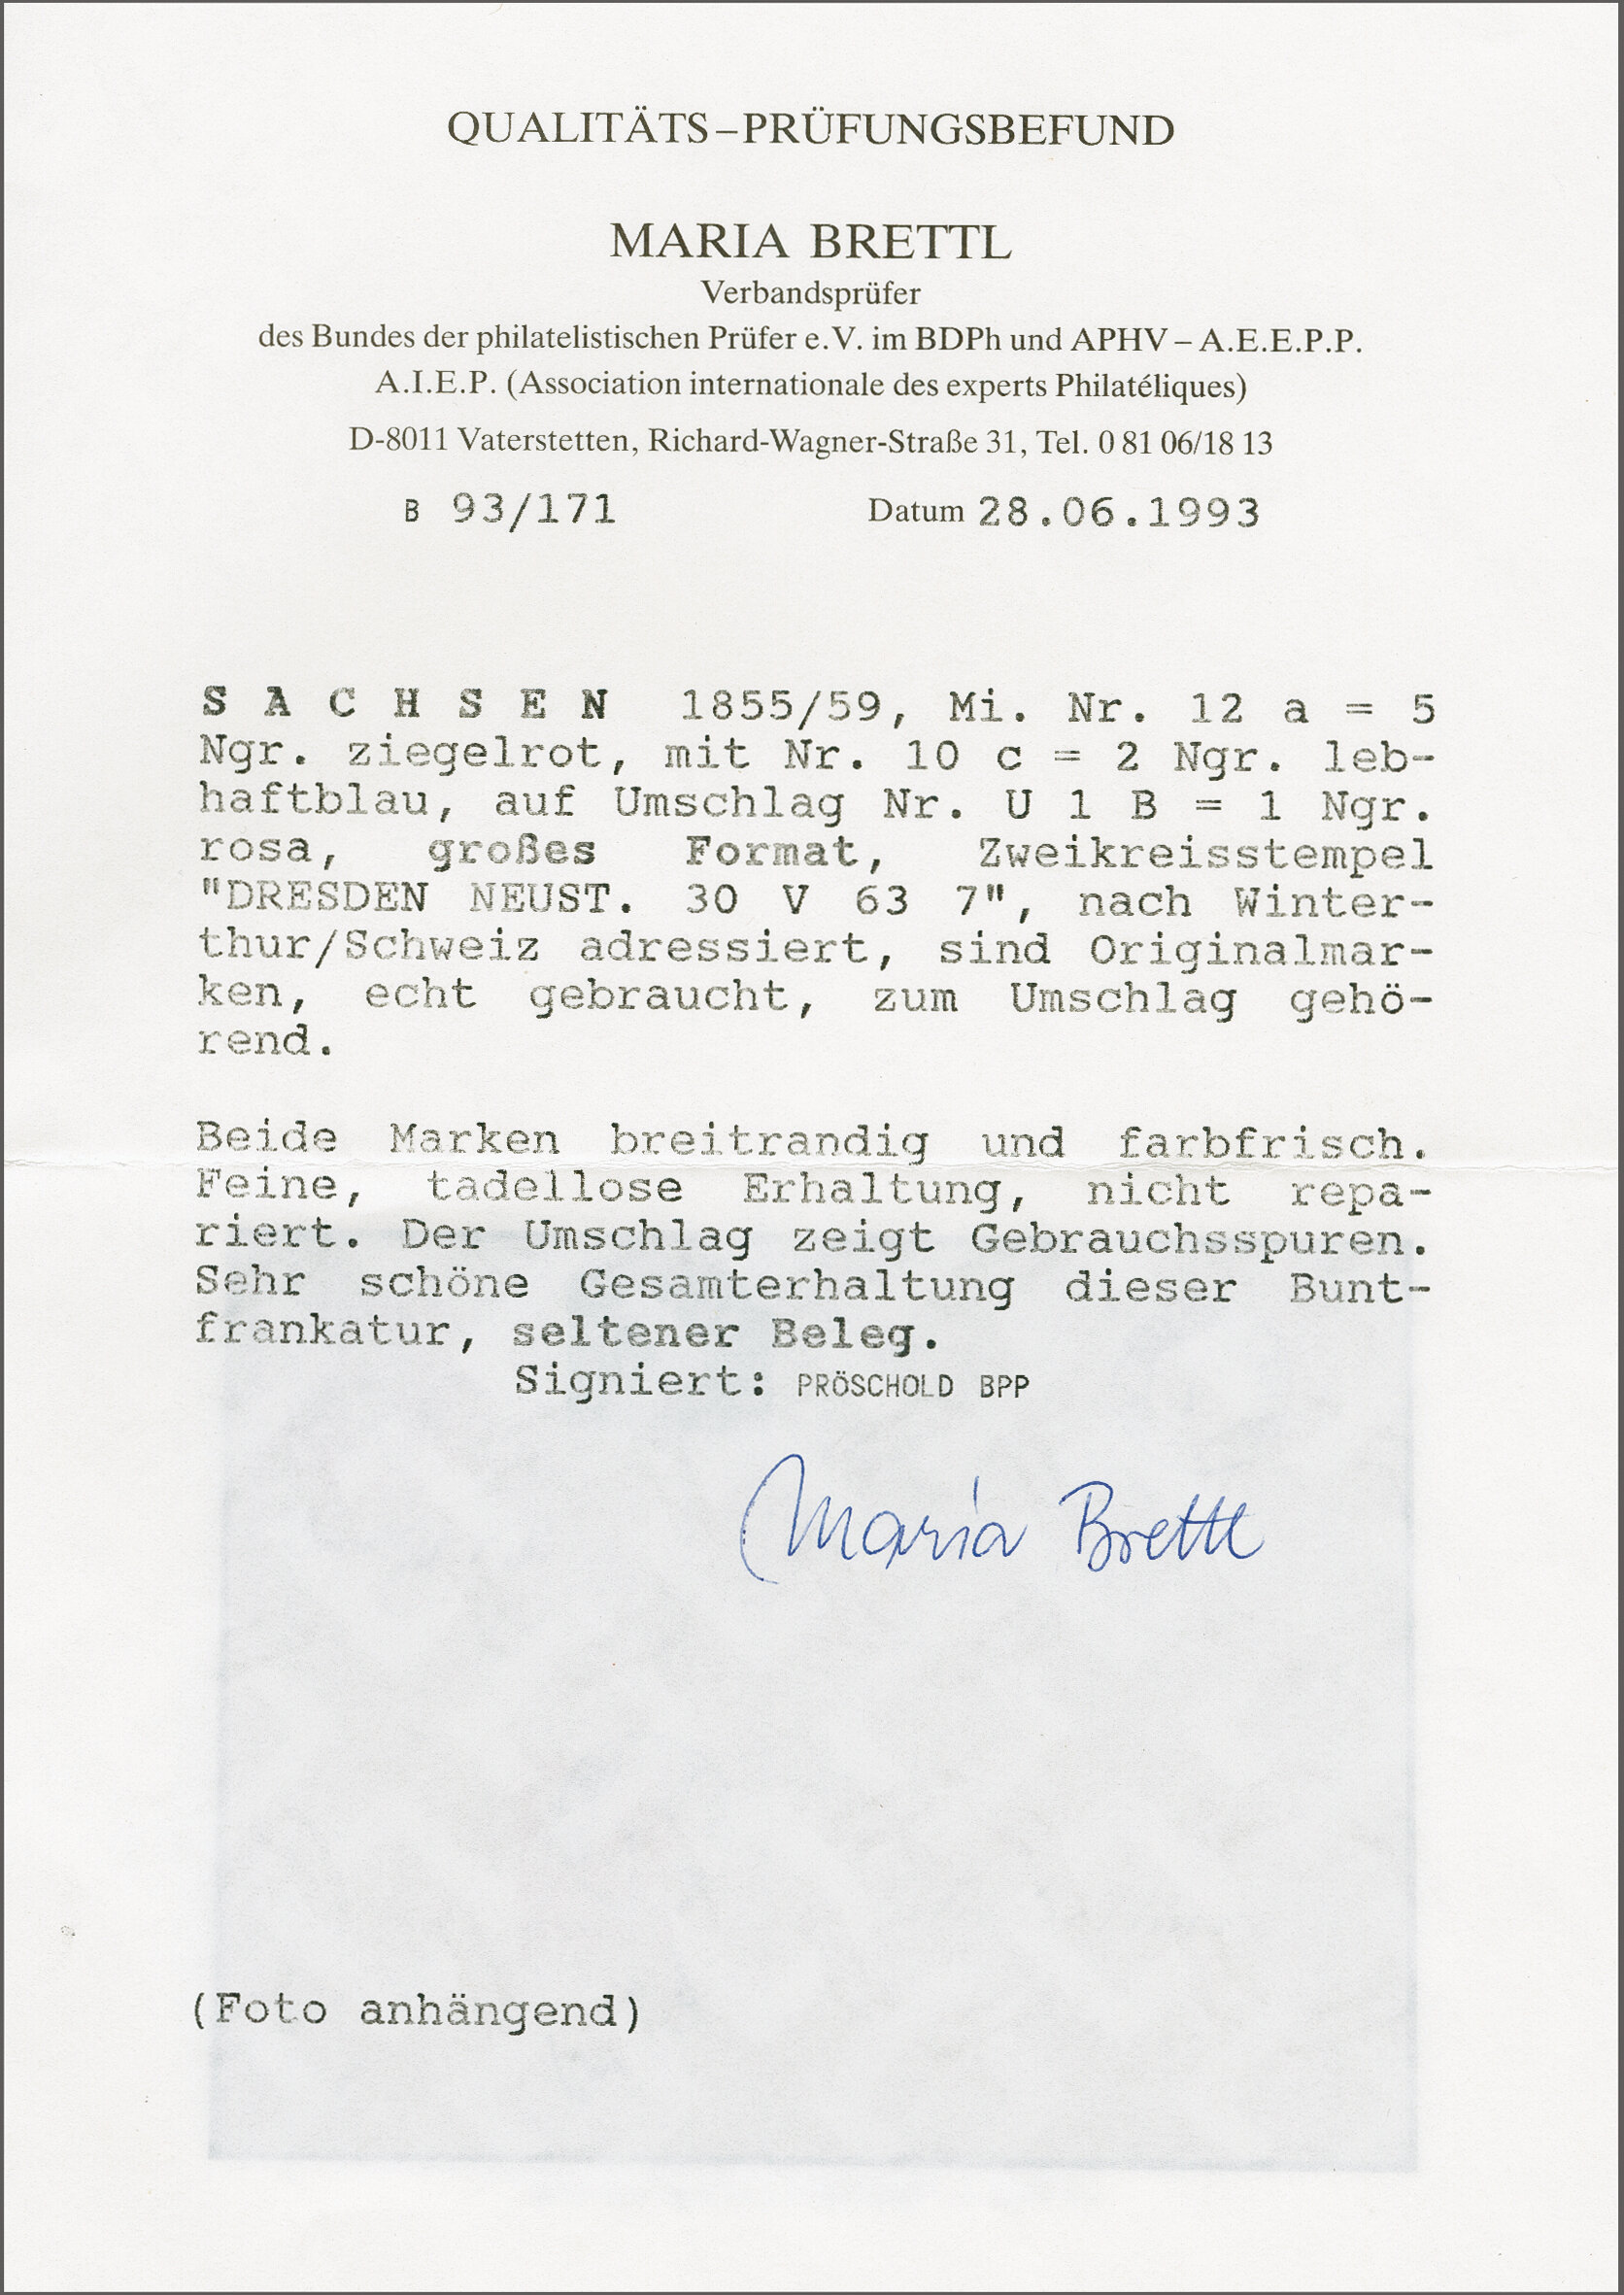 QUALITÄTS–PRÜFUNGSBEFUND
MARIA BRETTL
Verbandsprüfer
des Bundes der philatelistischen Prüfer e.V. im BDPh und APHV – A.E.E.P.P.
A.I.E.P. (Association internationale des experts Philatéliques)
D-8011 Vaterstetten, Richard-Wagner-Straße 31, Tel. 0 81 06/18 13
B 93/171 Datum 28.06.1993
S A C H S E N 1855/59, Mi. Nr. 12 a = 5
Ngr. ziegelrot, mit Nr. 10 c = 2 Ngr. leb-
haftblau, auf Umschlag Nr. U 1 B = 1 Ngr.
rosa, großes Format, Zweikreisstempel
"DRESDEN NEUST. 30 V 63 7", nach Winter-
thur/Schweiz adressiert, sind Originalmar-
ken, echt gebraucht, zum Umschlag gehö-
rend.
Beide Marken breitrandig und farbfrisch.
Feine, tadellose Erhaltung, nicht repa-
riert. Der Umschlag zeigt Gebrauchsspuren.
Sehr schöne Gesamterhaltung dieser Bunt-
frankatur, seltener Beleg.
Signiert: PRÖSCHOLD BPP
Maria Brettl
(Foto anhängend)